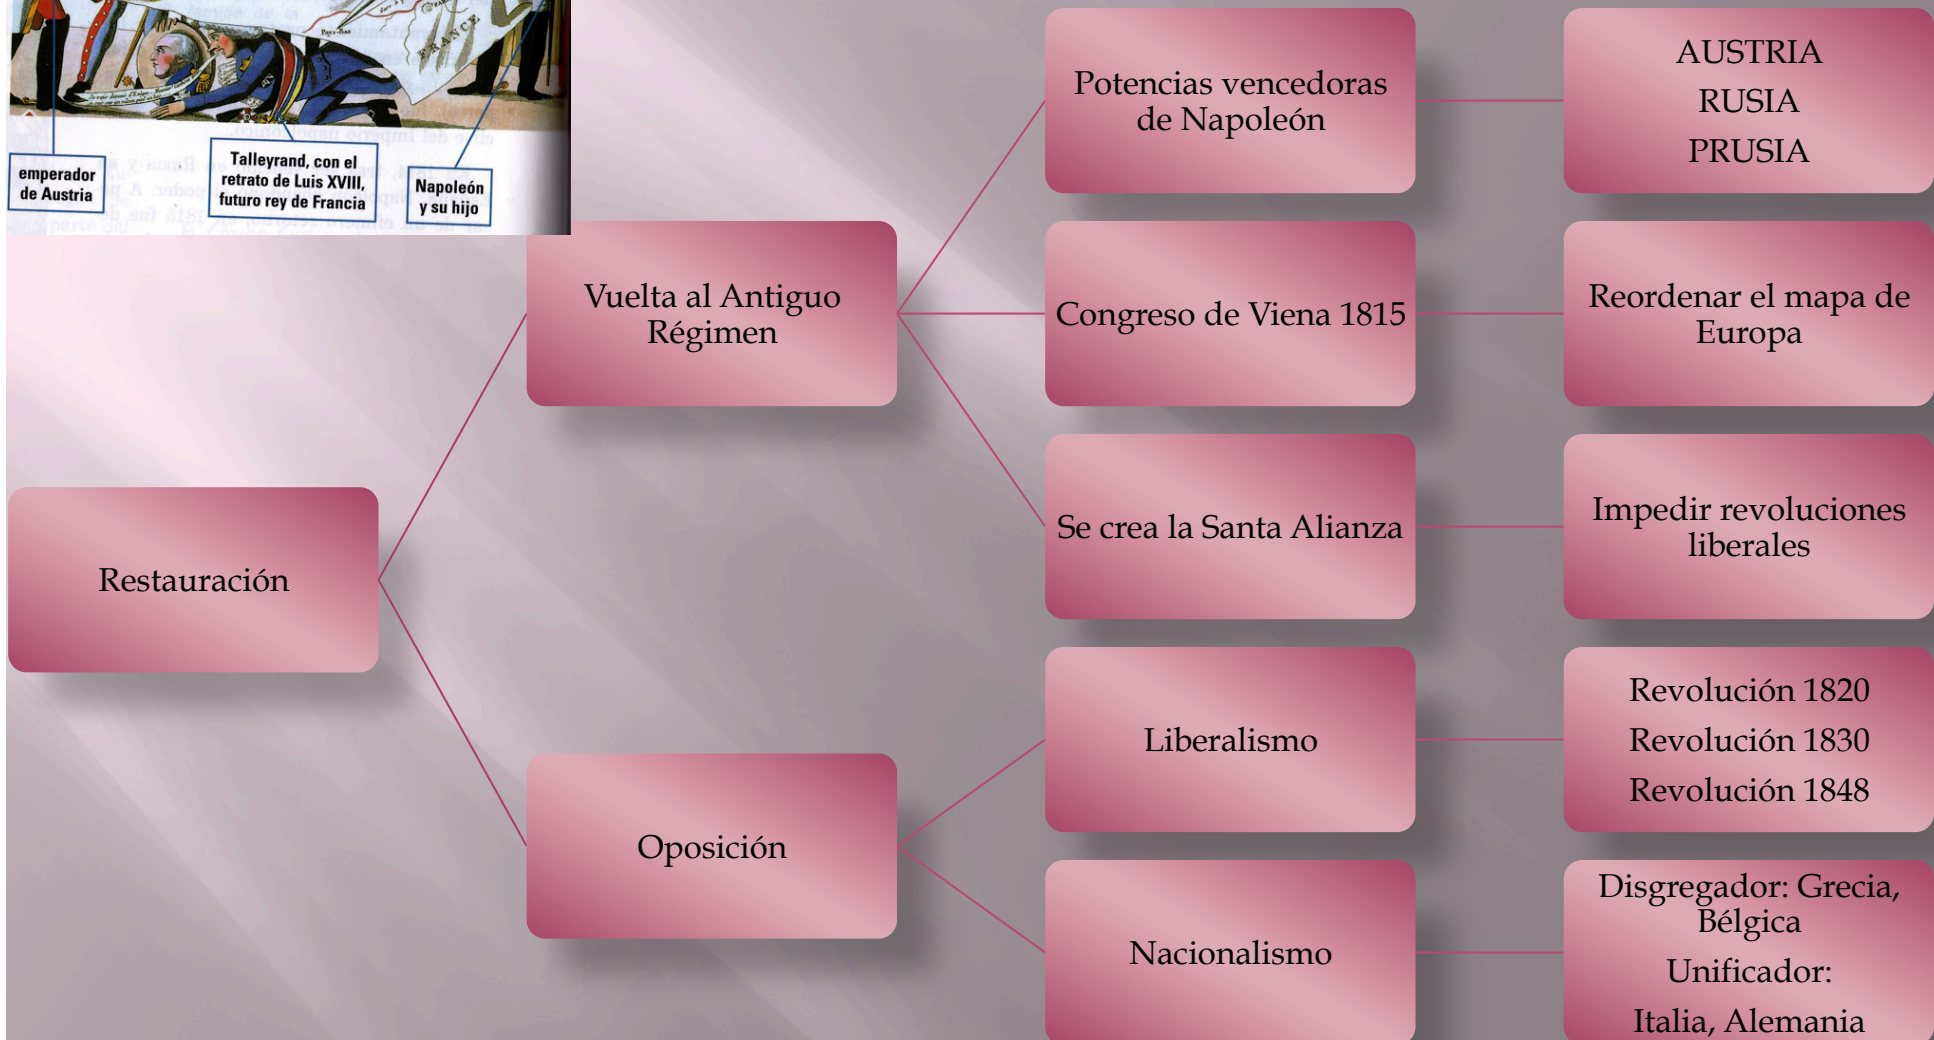 Pays-Bas
FRANCE
emperador
de Austria
Talleyrand, con el
retrato de Luis XVIII,
futuro rey de Francia
Napoleón
y su hijo
Restauración
Vuelta al Antiguo
Régimen
Oposición
Potencias vencedoras
de Napoleón
Congreso de Viena 1815
Se crea la Santa Alianza
Liberalismo
Nacionalismo
AUSTRIA
RUSIA
PRUSIA
Reordenar el mapa de
Europa
Impedir revoluciones
liberales
Revolución 1820
Revolución 1830
Revolución 1848
Disgregador: Grecia,
Bélgica
Unificador:
Italia, Alemania